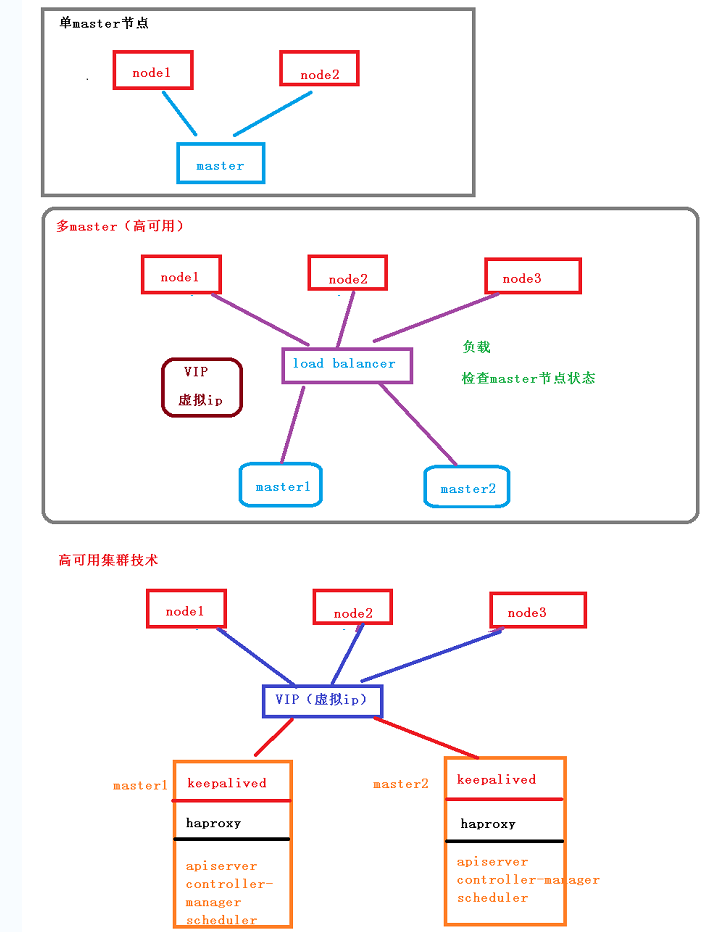 单master节点
node1
node2
master
多master（高可用）
node1
node2
node3
load balancer
负载
VIP
虚拟ip
检查master节点状态
master1
master2
高可用集群技术
node1
node2
node3
VIP（虚拟ip）
master1
keepalived
haproxy
apiserver
controller-
manager
scheduler
master2
keepalived
haproxy
apiserver
controller-manager
scheduler